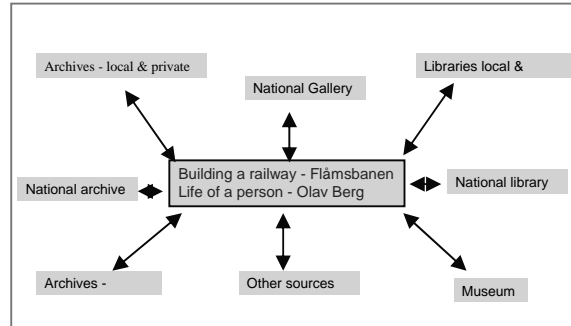 Archives - local & private
Libraries local &
National Gallery
Building a railway - Flåmsbanen
Life of a person - Olav Berg
National archive
National library
Archives -
Other sources
Museum